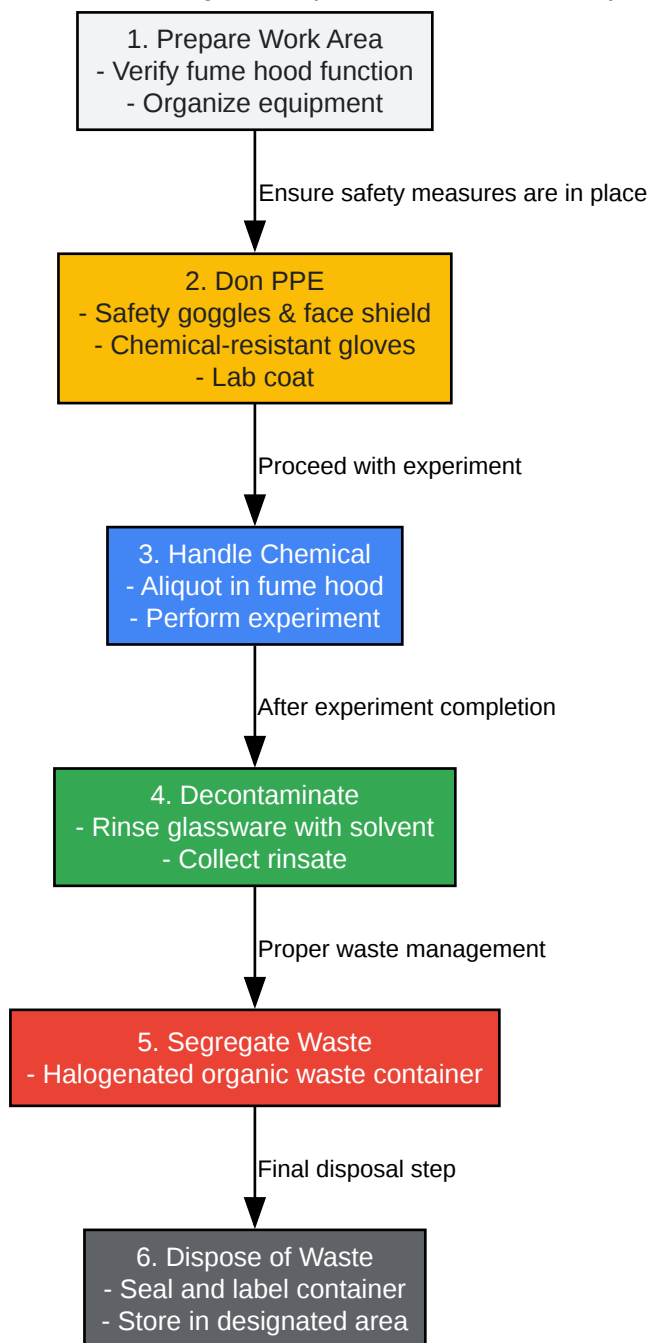 1. Prepare Work Area
- Verify fume hood function
- Organize equipment
Ensure safety measures are in place
2. Don PPE
- Safety goggles & face shield
- Chemical-resistant gloves
- Lab coat
Proceed with experiment
3. Handle Chemical
- Aliquot in fume hood
- Perform experiment
After experiment completion
4. Decontaminate
- Rinse glassware with solvent
- Collect rinsate
Proper waste management
5. Segregate Waste
- Halogenated organic waste container
Final disposal step
6. Dispose of Waste
- Seal and label container
- Store in designated area